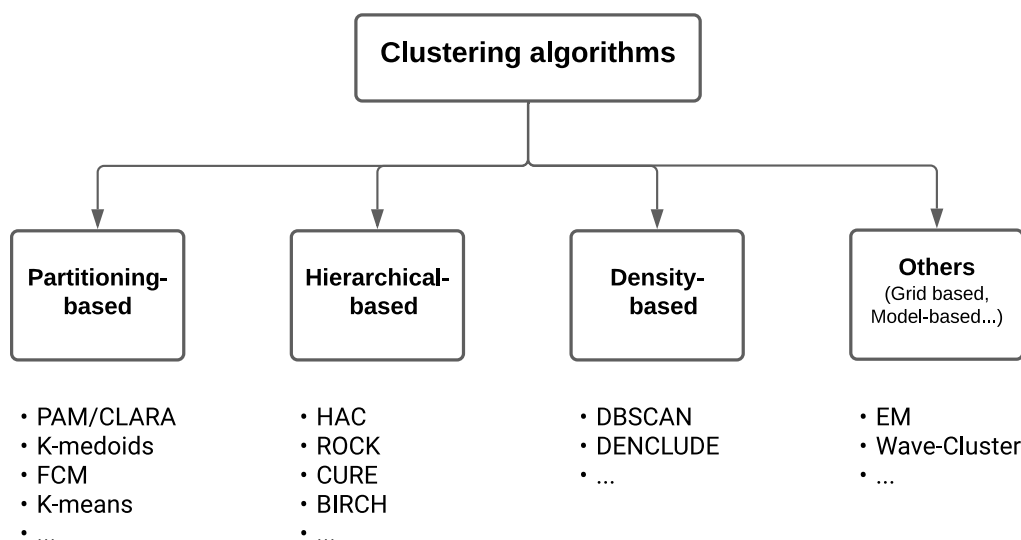 Clustering algorithms
Partitioning-
based
Hierarchical-
based
Density-
based
Others
(Grid based,
Model-based...)
• PAM/CLARA
• K-medoids
• FCM
• K-means
• ...
• HAC
• ROCK
• CURE
• BIRCH
• ...
• DBSCAN
• DENCLUDE
• ...
• EM
• Wave-Cluster
• ...